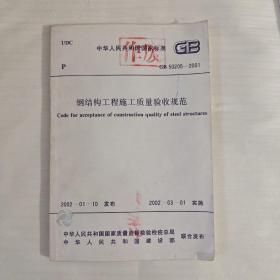 UDC
中华人民共和国国家标准 GB
作废
P GB 50205-2001
钢结构工程施工质量验收规范
Code for acceptance of construction quality of steel structures
2002-01-10 发布 2002-03-01 实施
中华人民共和国国家质量监督检验检疫总局
中华人民共和国建设部
联合发布